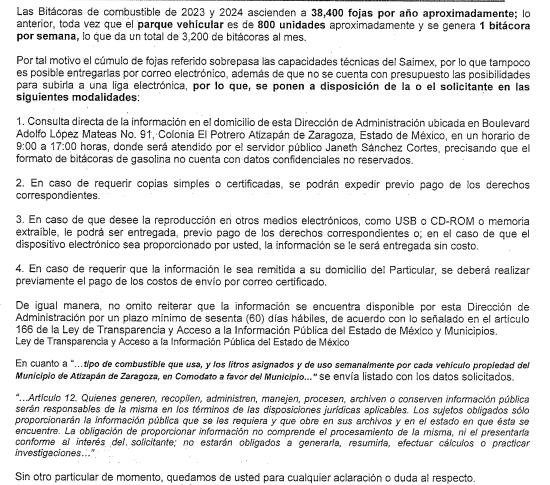 Las Bitácoras de combustible de 2023 y 2024 ascienden a 38,400 fojas por año aproximadamente; lo
anterior, toda vez que el parque vehicular es de 800 unidades aproximadamente y se genera 1 bitácora
por semana, lo que da un total de 3,200 de bitácoras al mes.
Por tal motivo el cúmulo de fojas referido sobrepasa las capacidades técnicas del Saimex, por lo que tampoco
es posible entregarlas por correo electrónico, además de que no se cuenta con presupuesto las posibilidades
para subirla a una liga electrónica, por lo que, se ponen a disposición de la o el solicitante en las
siguientes modalidades:
1. Consulta directa de la información en el domicilio de esta Dirección de Administración ubicada en Boulevard
Adolfo López Mateas No. 91, Colonia El Potrero Atizapán de Zaragoza, Estado de México, en un horario de
9:00 a 17:00 horas, donde será atendido por el servidor público Janeth Sánchez Cortes, precisando que el
formato de bitácoras de gasolina no cuenta con datos confidenciales no reservados.
2. En caso de requerir copias simples o certificadas, se podrán expedir previo pago de los derechos
correspondientes.
3. En caso de que desee la reproducción en otros medios electrónicos, como USB o CD-ROM o memoria
extraíble, le podrá ser entregada, previo pago de los derechos correspondientes o; en el caso de que el
dispositivo electrónico sea proporcionado por usted, la información se le será entregada sin costo.
4. En caso de requerir que la información le sea remitida a su domicilio del Particular, se deberá realizar
previamente el pago de los costos de envío por correo certificado.
De igual manera, no omito reiterar que la información se encuentra disponible por esta Dirección de
Administración por un plazo mínimo de sesenta (60) días hábiles, de acuerdo con lo señalado en el artículo
166 de la Ley de Transparencia y Acceso a la Información Pública del Estado de México y Municipios.
Ley de Transparencia y Acceso a la Información Pública del Estado de México
En cuanto a “...tipo de combustible que usa, y los litros asignados y de uso semanalmente por cada vehículo propiedad del
Municipio de Atizapán de Zaragoza, en Comodato a favor del Municipio...“ se envía listado con los datos solicitados.
“...Artículo 12. Quienes generen, recopilen, administren, manejen, procesen, archiven o conserven información pública
serán responsables de la misma en los términos de las disposiciones jurídicas aplicables. Los sujetos obligados sólo
proporcionarán la información pública que se les requiera y que obre en sus archivos y en el estado en que ésta se
encuentre. La obligación de proporcionar información no comprende el procesamiento de la misma, ni el presentarla
conforme al interés del solicitante; no estarán obligados a generarla, resumirla, efectuar cálculos o practicar
investigaciones...”
Sin otro particular de momento, quedamos de usted para cualquier aclaración o duda al respecto.